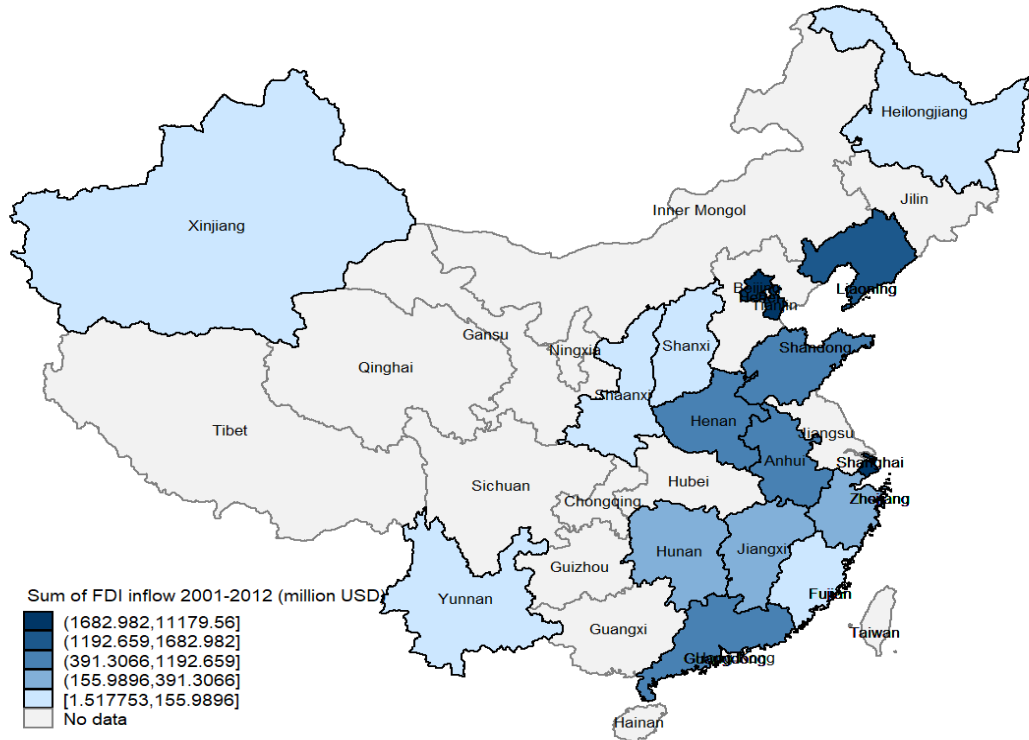 Heilongjiang
Jilin
Inner Mongol
Xinjiang
Beijing
Tianjin
Liaoning
Gansu
Ningxia
Shanxi
Shandong
Qinghai
Shaanxi
Henan
Jiangsu
Tibet
Anhui
Shanghai
Sichuan
Hubei
Chongqing
Zhejiang
Hunan
Jiangxi
Guizhou
Yunnan
Fujian
Guangxi
Taiwan
Guangdong
Hong Kong
Hainan
Sum of FDI inflow 2001-2012 (million USD)
(1682.982,11179.56]
(1192.659,1682.982]
(391.3066,1192.659]
(155.9896,391.3066]
[1.517753,155.9896]
No data